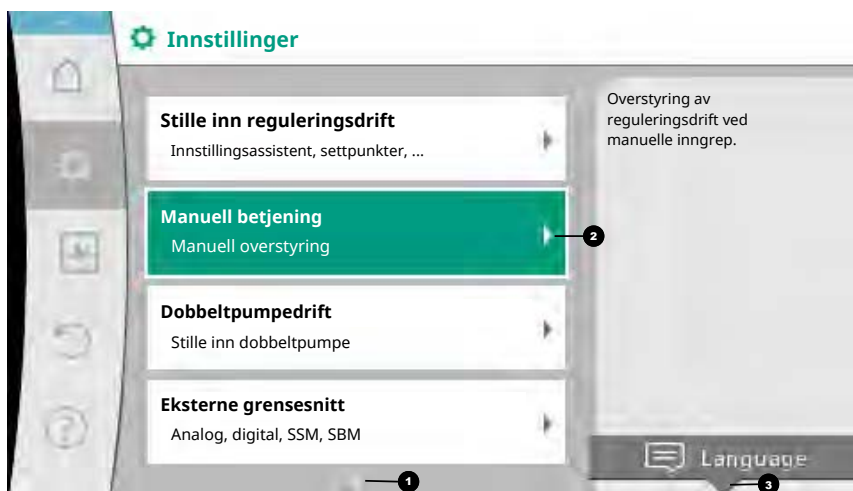 Innstillinger
Stille inn reguleringsdrift
Innstillingsassistent, settpunkter, ...
Manuell betjening
Manuell overstyring
2
Dobbeltpumpedrift
Stille inn dobbeltpumpe
Eksterne grensesnitt
Analog, digital, SSM, SBM
1
Overstyring av
reguleringsdrift ved
manuelle inngrep.
Language
3